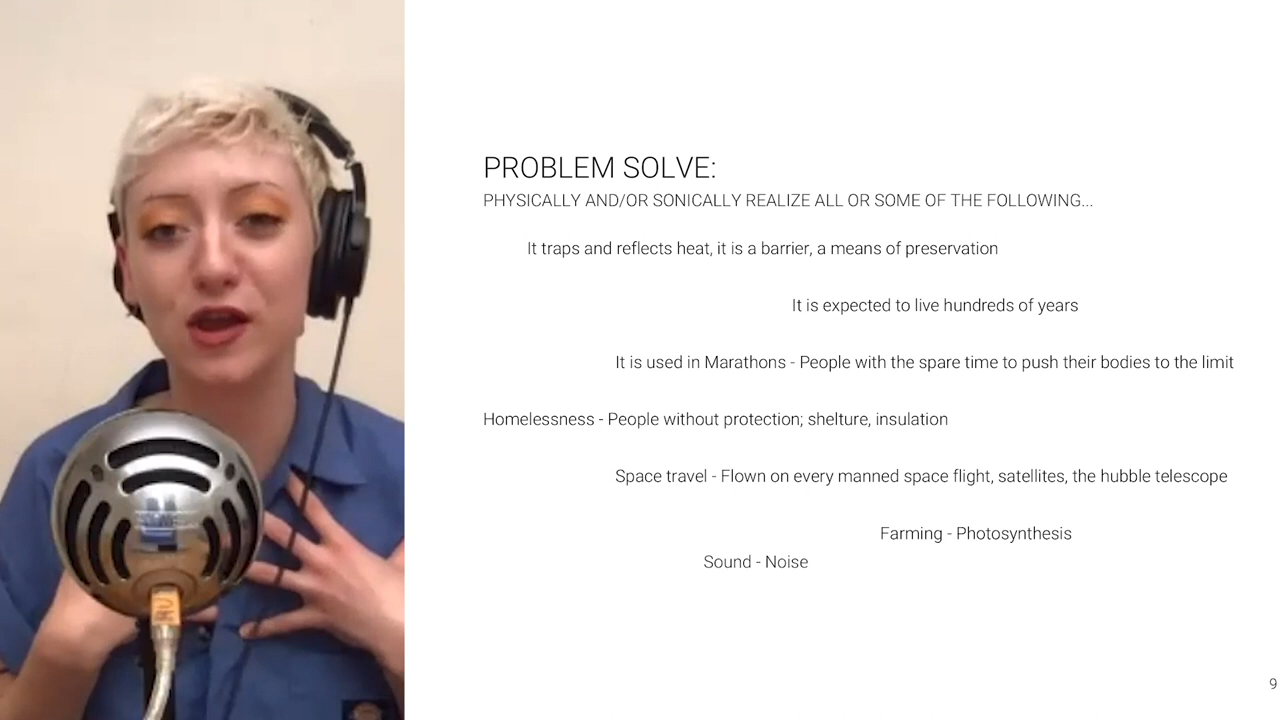 PROBLEM SOLVE:
PHYSICALLY AND/OR SONICALLY REALIZE ALL OR SOME OF THE FOLLOWING...
It traps and reflects heat, it is a barrier, a means of preservation
It is expected to live hundreds of years
It is used in Marathons - People with the spare time to push their bodies to the limit
Homelessness - People without protection; shelture, insulation
Space travel - Flown on every manned space flight, satellites, the hubble telescope
Farming - Photosynthesis
Sound - Noise
9